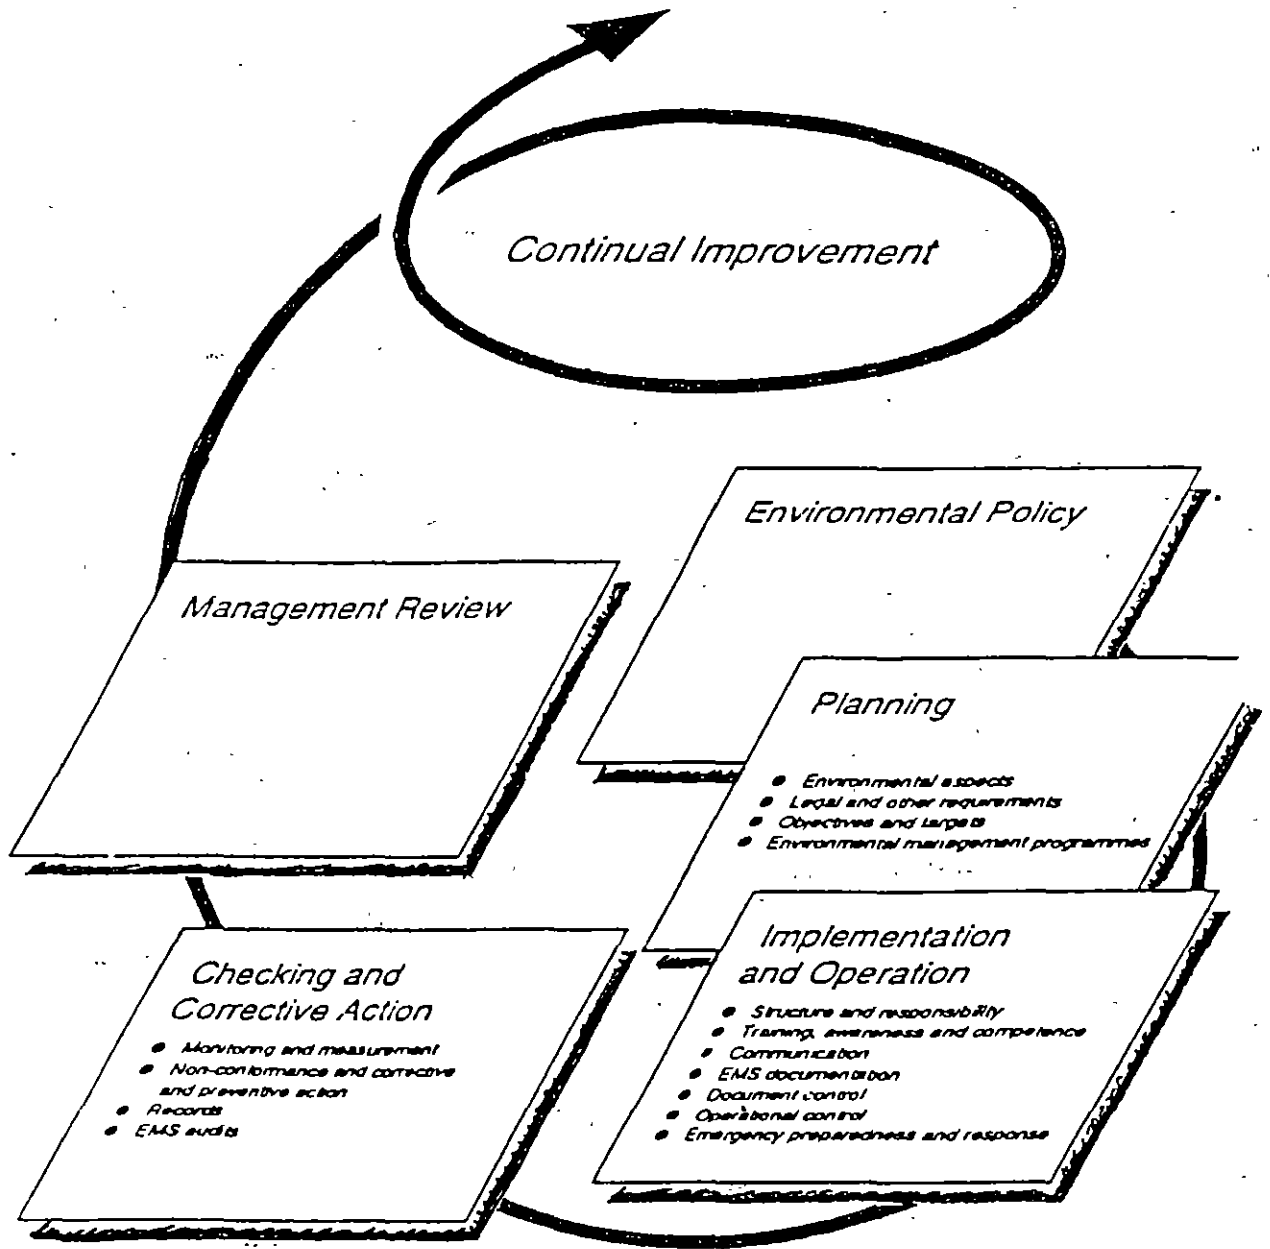 Continual Improvement
Environmental Policy
Management Review
Planning
● Environmental aspects
● Legal and other requirements
● Objectives and targets
● Environmental management programmes
Implementation
and Operation
● Structure and responsibility
● Training, awareness and competence
● Communication
● EMS documentation
● Document control
● Operational control
● Emergency preparedness and response
Checking and
Corrective Action
● Monitoring and measurement
● Non-conformance and corrective
and preventive action
● Records
● EMS audits